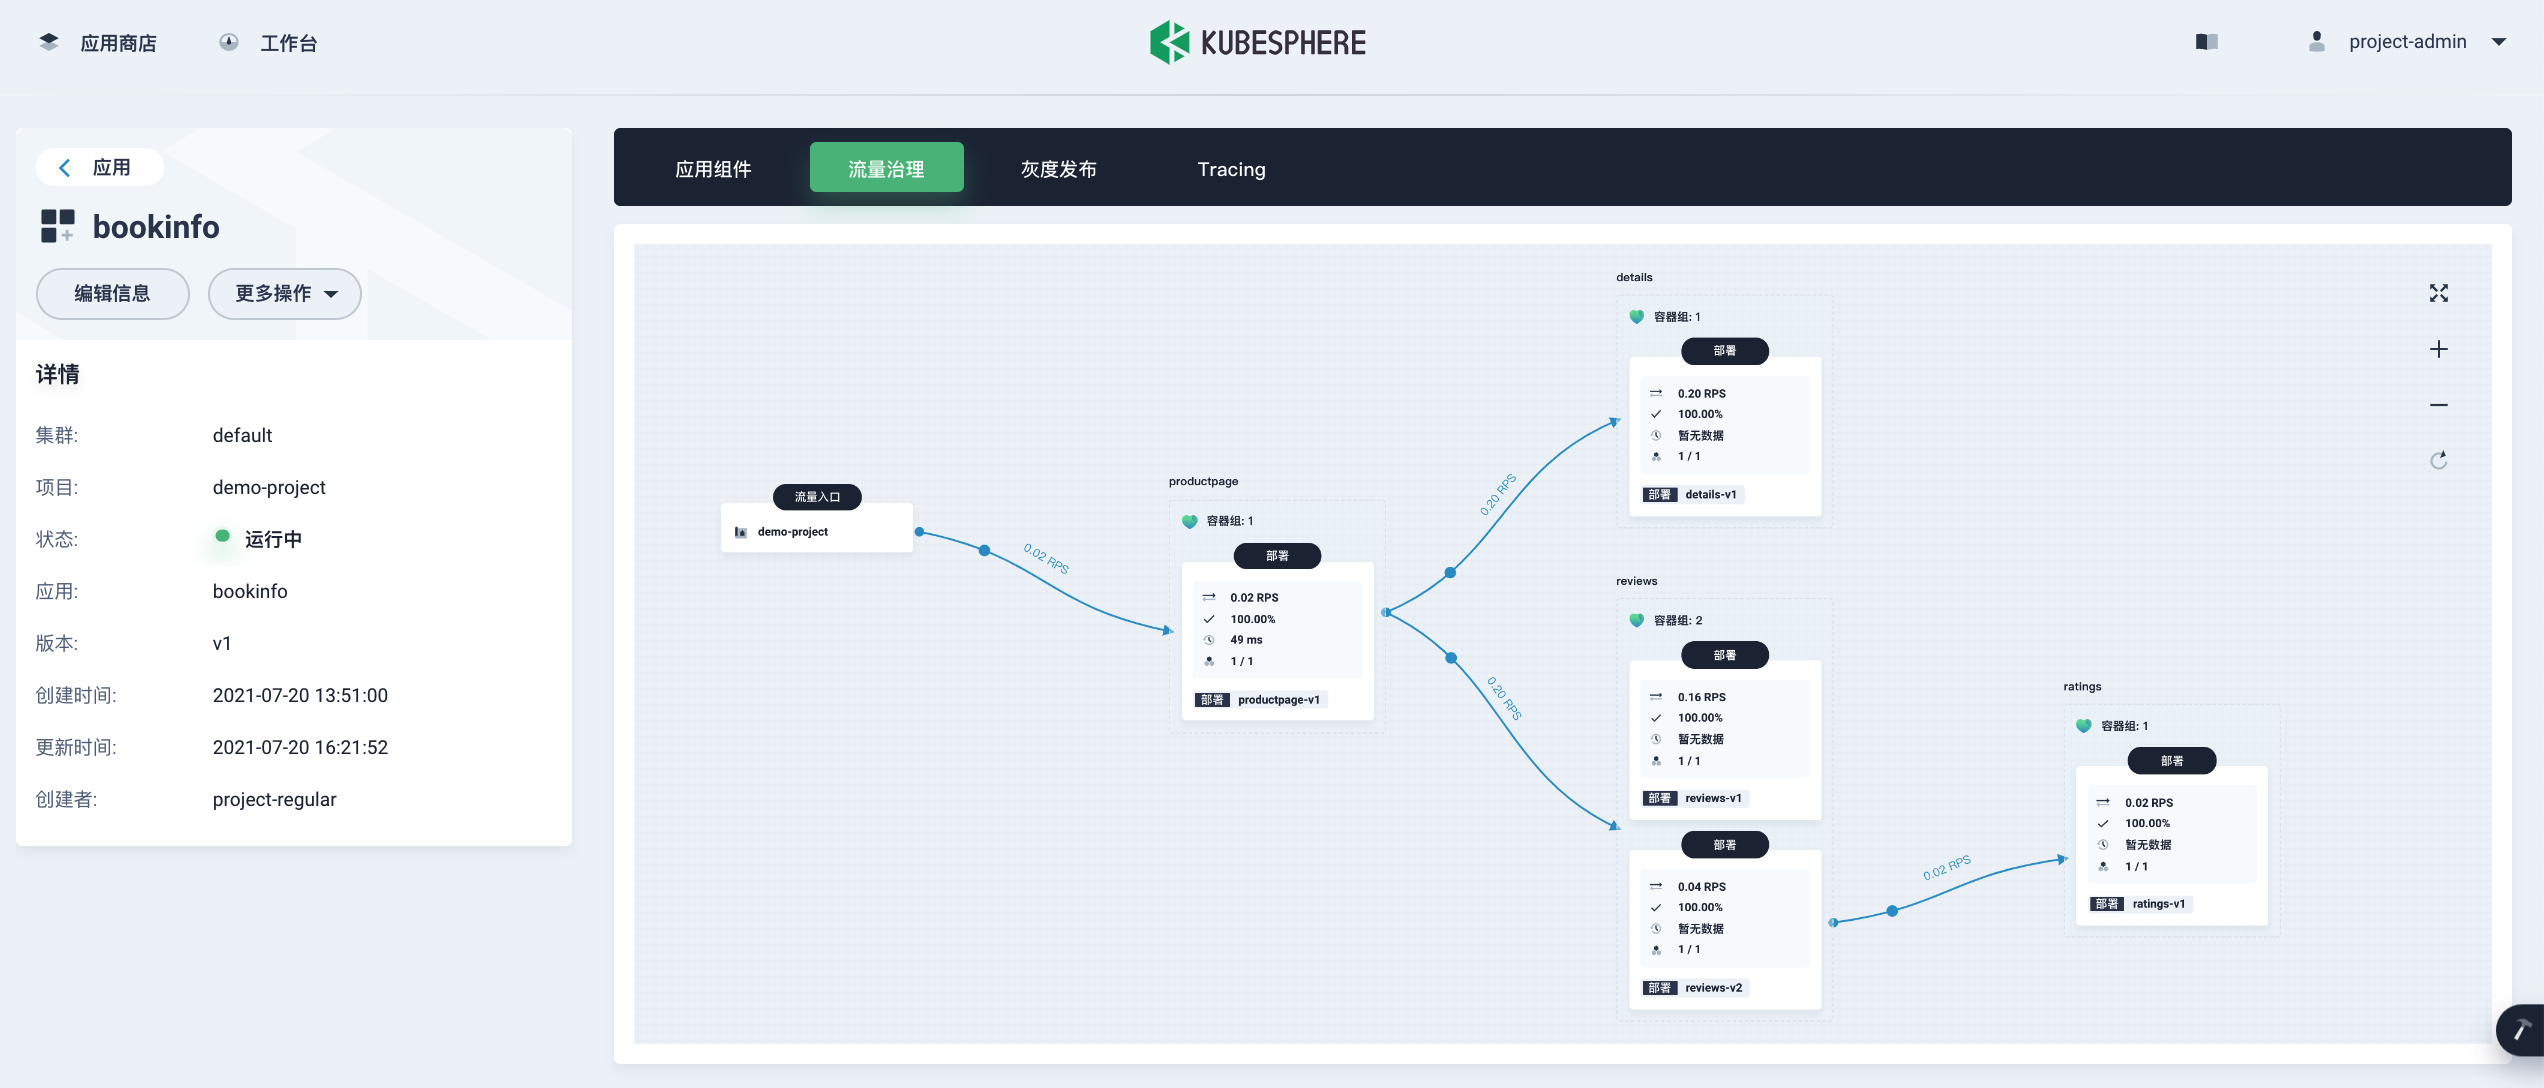 应用商店
工作台
KUBESPHERE
project-admin
应用
bookinfo
编辑信息
更多操作
详情
集群: default
项目: demo-project
状态: 运行中
应用: bookinfo
版本: v1
创建时间: 2021-07-20 13:51:00
更新时间: 2021-07-20 16:21:52
创建者: project-regular
应用组件
流量治理
灰度发布
Tracing
流量入口
demo-project
0.02 RPS
productpage
容器组: 1
部署
0.02 RPS
100.00%
49 ms
1 / 1
部署 productpage-v1
0.20 RPS
0.20 RPS
details
容器组: 1
部署
0.20 RPS
100.00%
暂无数据
1 / 1
部署 details-v1
reviews
容器组: 2
部署
0.16 RPS
100.00%
暂无数据
1 / 1
部署 reviews-v1
部署
0.04 RPS
100.00%
暂无数据
1 / 1
部署 reviews-v2
0.02 RPS
ratings
容器组: 1
部署
0.02 RPS
100.00%
暂无数据
1 / 1
部署 ratings-v1